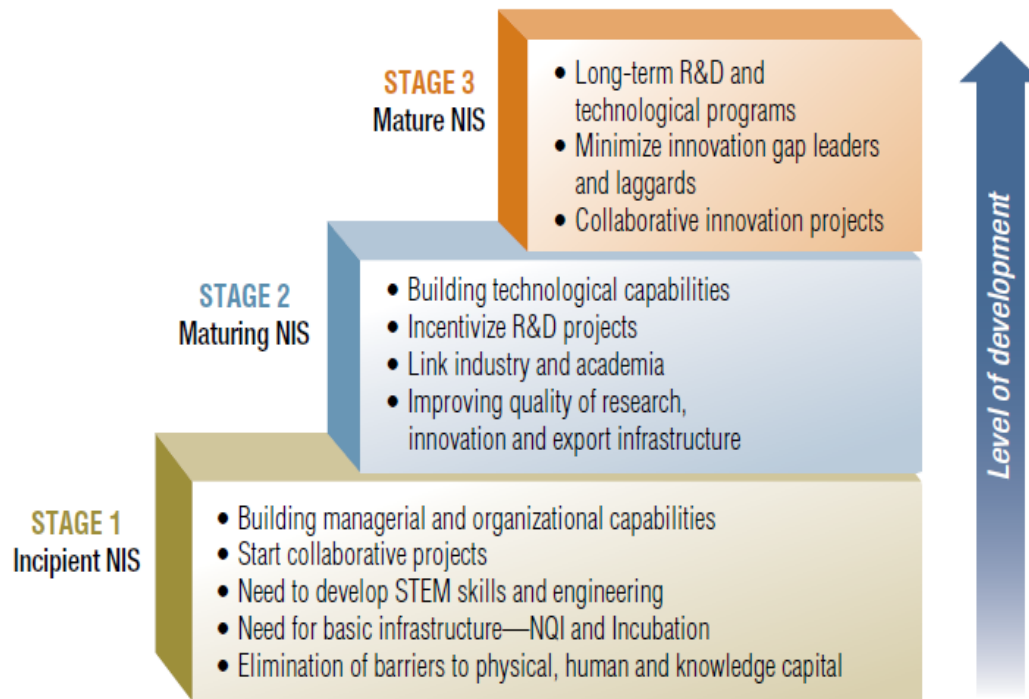 STAGE 3
Mature NIS
• Long-term R&D and
technological programs
• Minimize innovation gap leaders
and laggards
• Collaborative innovation projects
STAGE 2
Maturing NIS
• Building technological capabilities
• Incentivize R&D projects
• Link industry and academia
• Improving quality of research,
innovation and export infrastructure
STAGE 1
Incipient NIS
• Building managerial and organizational capabilities
• Start collaborative projects
• Need to develop STEM skills and engineering
• Need for basic infrastructure—NQI and Incubation
• Elimination of barriers to physical, human and knowledge capital
Level of development